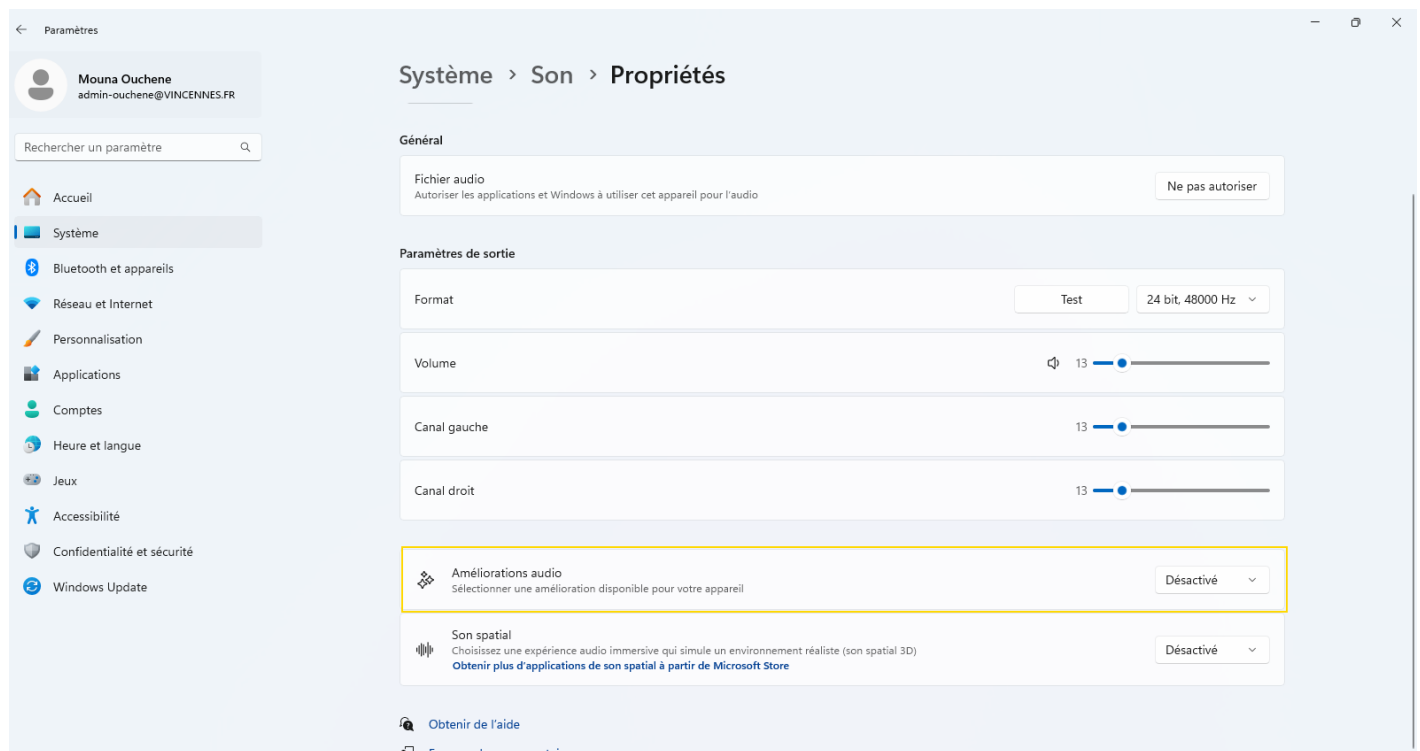 Paramètres
Mouna Ouchene
admin-ouchene@VINCENNES.FR
Rechercher un paramètre
Accueil
Système
Bluetooth et appareils
Réseau et Internet
Personnalisation
Applications
Comptes
Heure et langue
Jeux
Accessibilité
Confidentialité et sécurité
Windows Update
Système > Son > Propriétés
Général
Fichier audio
Autoriser les applications et Windows à utiliser cet appareil pour l'audio
Ne pas autoriser
Paramètres de sortie
Format
Test
24 bit, 48000 Hz
Volume
13
Canal gauche
13
Canal droit
13
Améliorations audio
Sélectionner une amélioration disponible pour votre appareil
Désactivé
Son spatial
Choisissez une expérience audio immersive qui simule un environnement réaliste (son spatial 3D)
Obtenir plus d'applications de son spatial à partir de Microsoft Store
Désactivé
Obtenir de l'aide